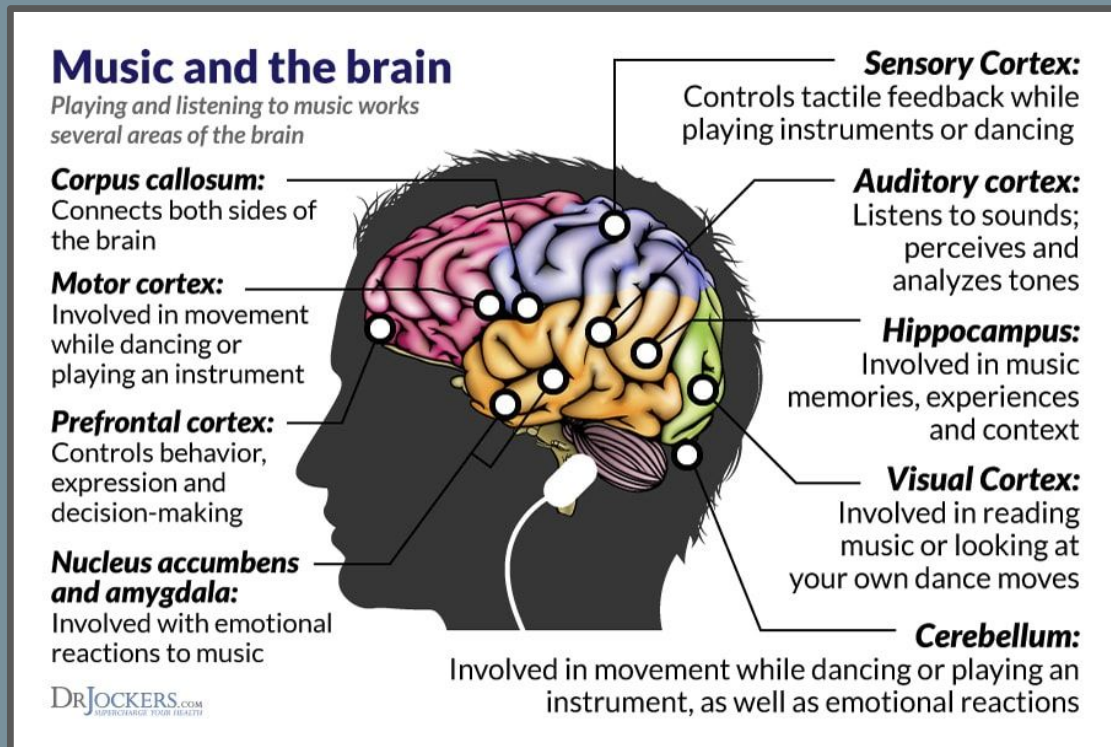 Music and the brain
Playing and listening to music works
several areas of the brain
Corpus callosum:
Connects both sides of
the brain
Motor cortex:
Involved in movement
while dancing or
playing an instrument
Prefrontal cortex:
Controls behavior,
expression and
decision-making
Nucleus accumbens
and amygdala:
Involved with emotional
reactions to music
Sensory Cortex:
Controls tactile feedback while
playing instruments or dancing
Auditory cortex:
Listens to sounds;
perceives and
analyzes tones
Hippocampus:
Involved in music
memories, experiences
and context
Visual Cortex:
Involved in reading
music or looking at
your own dance moves
Cerebellum:
Involved in movement while dancing or playing an
instrument, as well as emotional reactions
DRJOCKERS.COM
SUPERCHARGE YOUR HEALTH